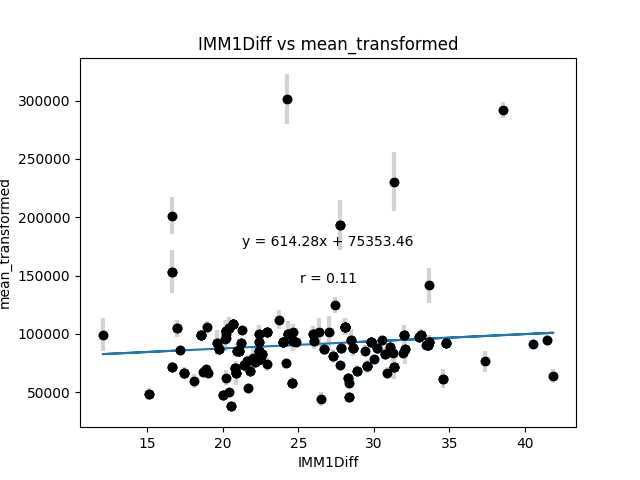 IMM1Diff vs mean_transformed
mean_transformed
300000
250000
200000
150000
100000
50000
y = 614.28x + 75353.46
r = 0.11
15 20 25 30 35 40
IMM1Diff